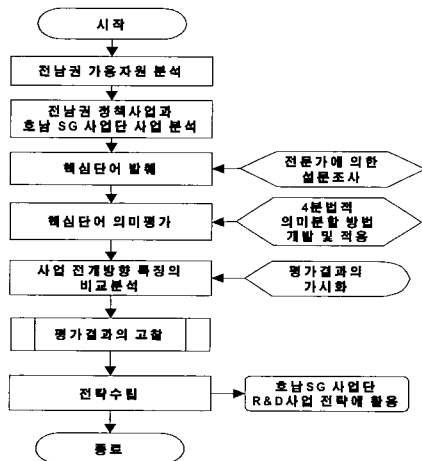 시작
전남권 가용자원 분석
전남권 정책사업과
호남 SG 사업단 사업 분석
핵심단어 발췌
전문가에 의한
설문조사
핵심단어 의미평가
4분법적
의미분할 방법
개발 및 적용
사업 전개방향 특징의
비교분석
평가결과의
가시화
평가결과의 고찰
전략수립
호남SG 사업단
R&D사업 전략에 활용
종료